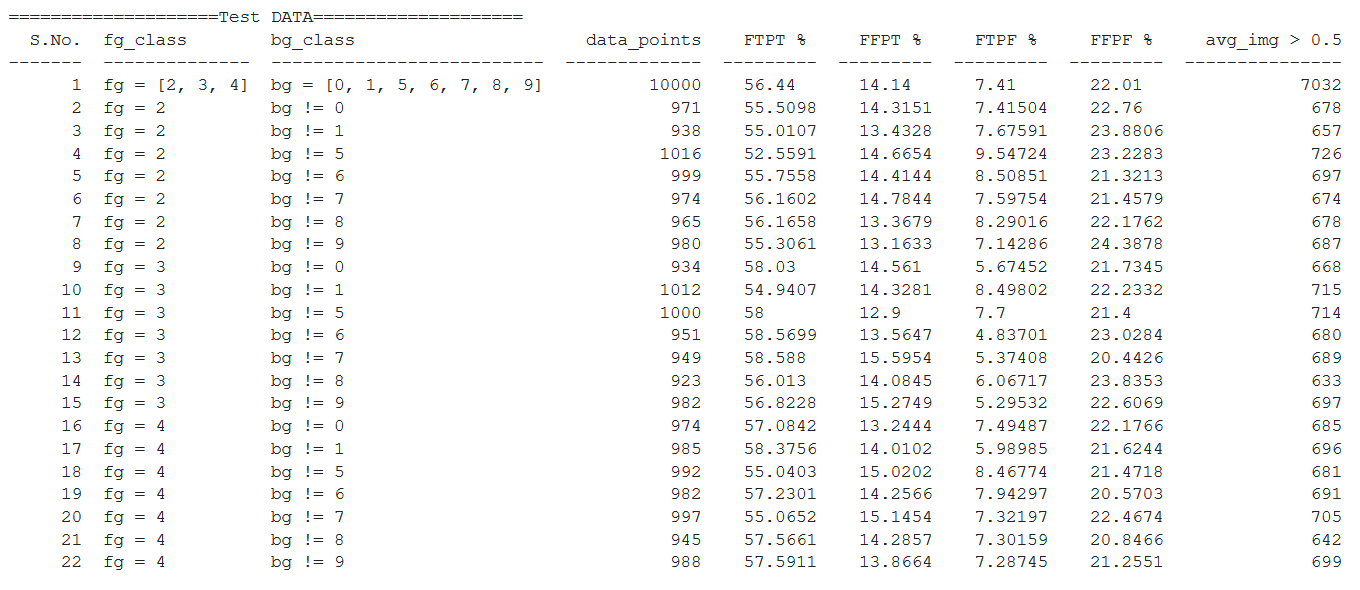 ====================Test DATA====================
S.No.  fg_class  bg_class  data_points  FTPT %  FFPT %  FTPF %  FFPF %  avg_img > 0.5
-------  --------------  --------------------------  -------------  ---------  ---------  ---------  ---------  ---------------
1  fg = [2, 3, 4]  bg = [0, 1, 5, 6, 7, 8, 9]  10000  56.44  14.14  7.41  22.01  7032
2  fg = 2  bg != 0  971  55.5098  14.3151  7.41504  22.76  678
3  fg = 2  bg != 1  938  55.0107  13.4328  7.67591  23.8806  657
4  fg = 2  bg != 5  1016  52.5591  14.6654  9.54724  23.2283  726
5  fg = 2  bg != 6  999  55.7558  14.4144  8.50851  21.3213  697
6  fg = 2  bg != 7  974  56.1602  14.7844  7.59754  21.4579  674
7  fg = 2  bg != 8  965  56.1658  13.3679  8.29016  22.1762  678
8  fg = 2  bg != 9  980  55.3061  13.1633  7.14286  24.3878  687
9  fg = 3  bg != 0  934  58.03  14.561  5.67452  21.7345  668
10  fg = 3  bg != 1  1012  54.9407  14.3281  8.49802  22.2332  715
11  fg = 3  bg != 5  1000  58  12.9  7.7  21.4  714
12  fg = 3  bg != 6  951  58.5699  13.5647  4.83701  23.0284  680
13  fg = 3  bg != 7  949  58.588  15.5954  5.37408  20.4426  689
14  fg = 3  bg != 8  923  56.013  14.0845  6.06717  23.8353  633
15  fg = 3  bg != 9  982  56.8228  15.2749  5.29532  22.6069  697
16  fg = 4  bg != 0  974  57.0842  13.2444  7.49487  22.1766  685
17  fg = 4  bg != 1  985  58.3756  14.0102  5.98985  21.6244  696
18  fg = 4  bg != 5  992  55.0403  15.0202  8.46774  21.4718  681
19  fg = 4  bg != 6  982  57.2301  14.2566  7.94297  20.5703  691
20  fg = 4  bg != 7  997  55.0652  15.1454  7.32197  22.4674  705
21  fg = 4  bg != 8  945  57.5661  14.2857  7.30159  20.8466  642
22  fg = 4  bg != 9  988  57.5911  13.8664  7.28745  21.2551  699